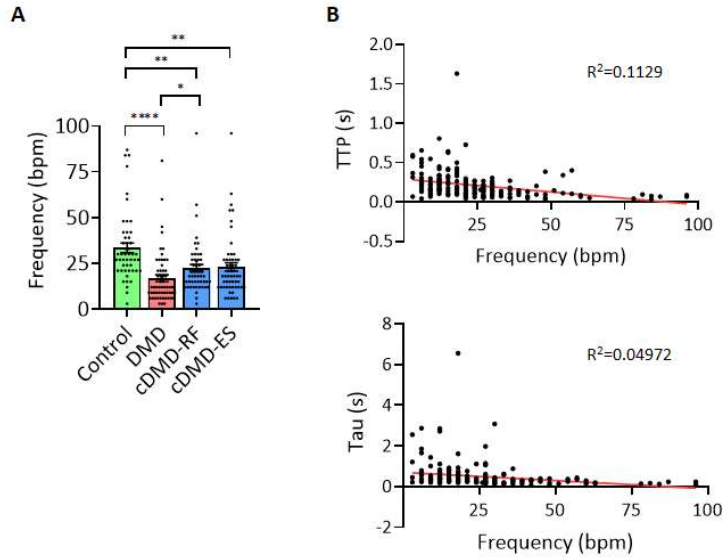 A
**
**
*
****
100
75
50
25
0
Frequency (bpm)
Control
DMD
cDMD-RF
cDMD-ES
B
2.0
1.5
1.0
0.5
0.0
-0.5
TTP (s)
R²=0.1129
25
50
75
100
Frequency (bpm)
8
6
4
2
0
-2
Tau (s)
R²=0.04972
25
50
75
100
Frequency (bpm)